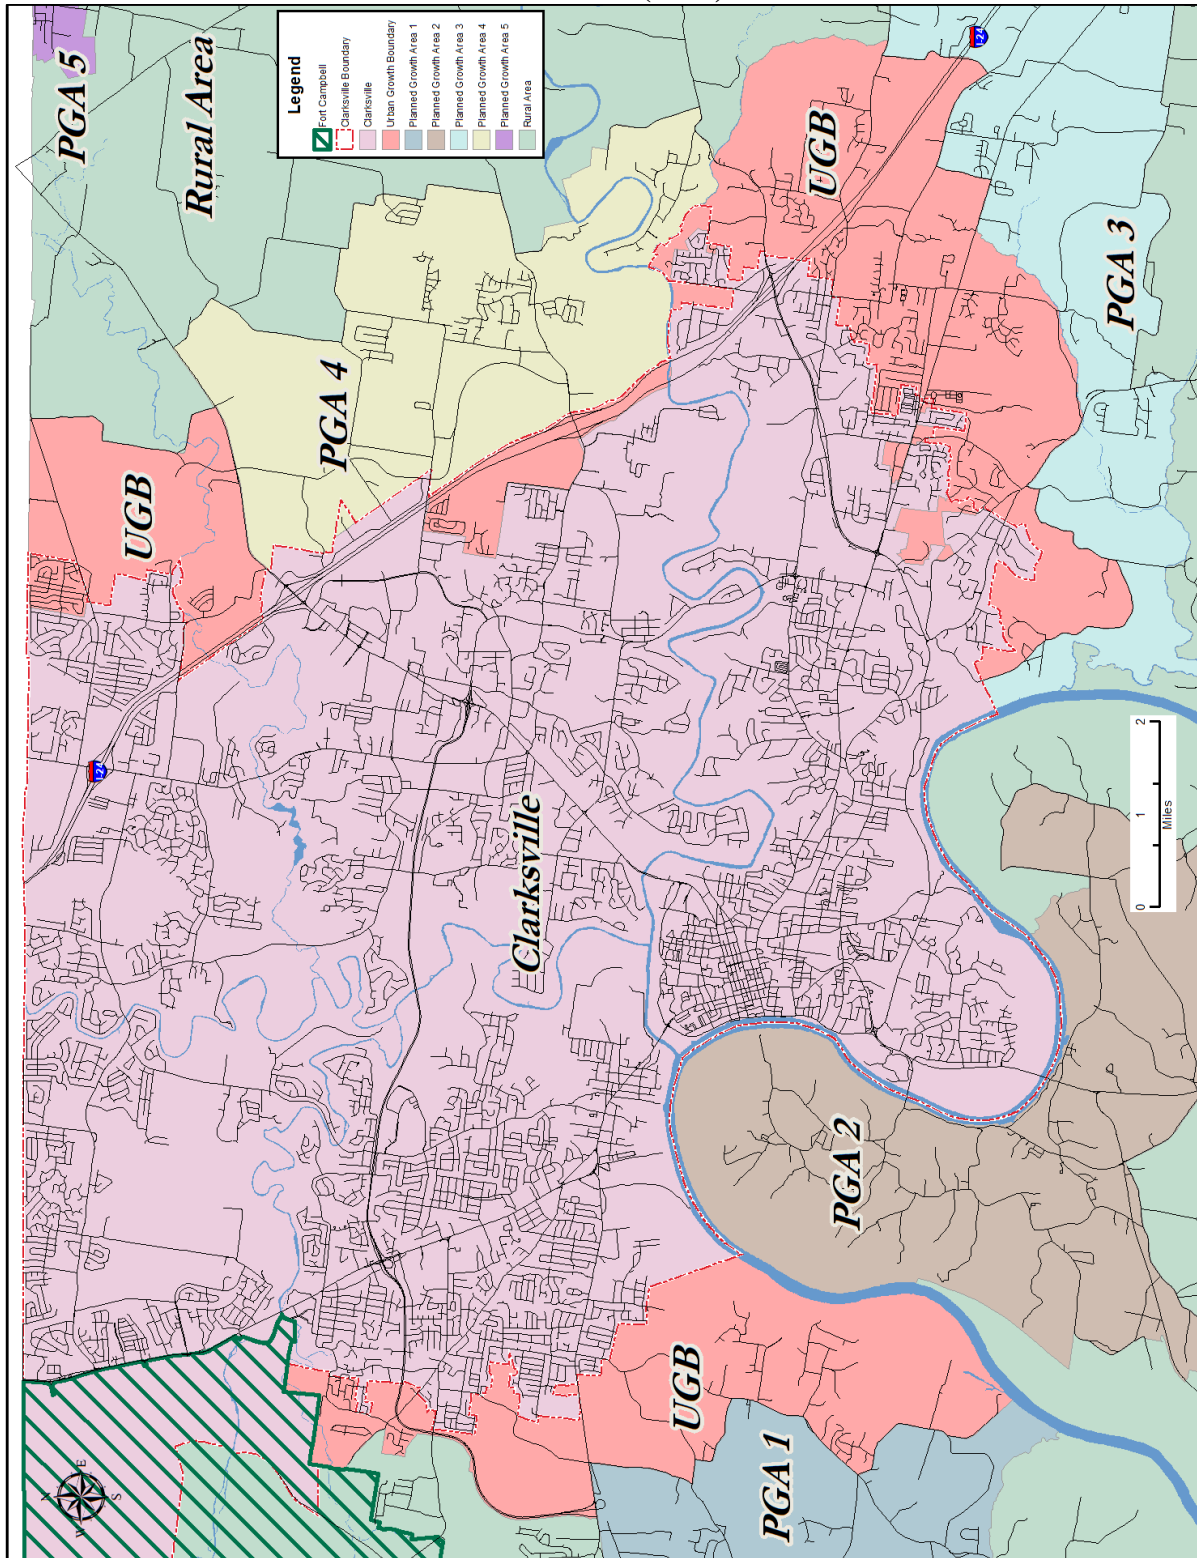 Legend
Fort Campbell
Clarksville Boundary
Clarksville
Urban Growth Boundary
Planned Growth Area 1
Planned Growth Area 2
Planned Growth Area 3
Planned Growth Area 4
Planned Growth Area 5
Rural Area
PGA 5
Rural Area
UGB
PGA 4
UGB
PGA 3
Clarksville
PGA 2
UGB
PGA 1
I-24
I-24
N
E
S
W
0 1 2
Miles